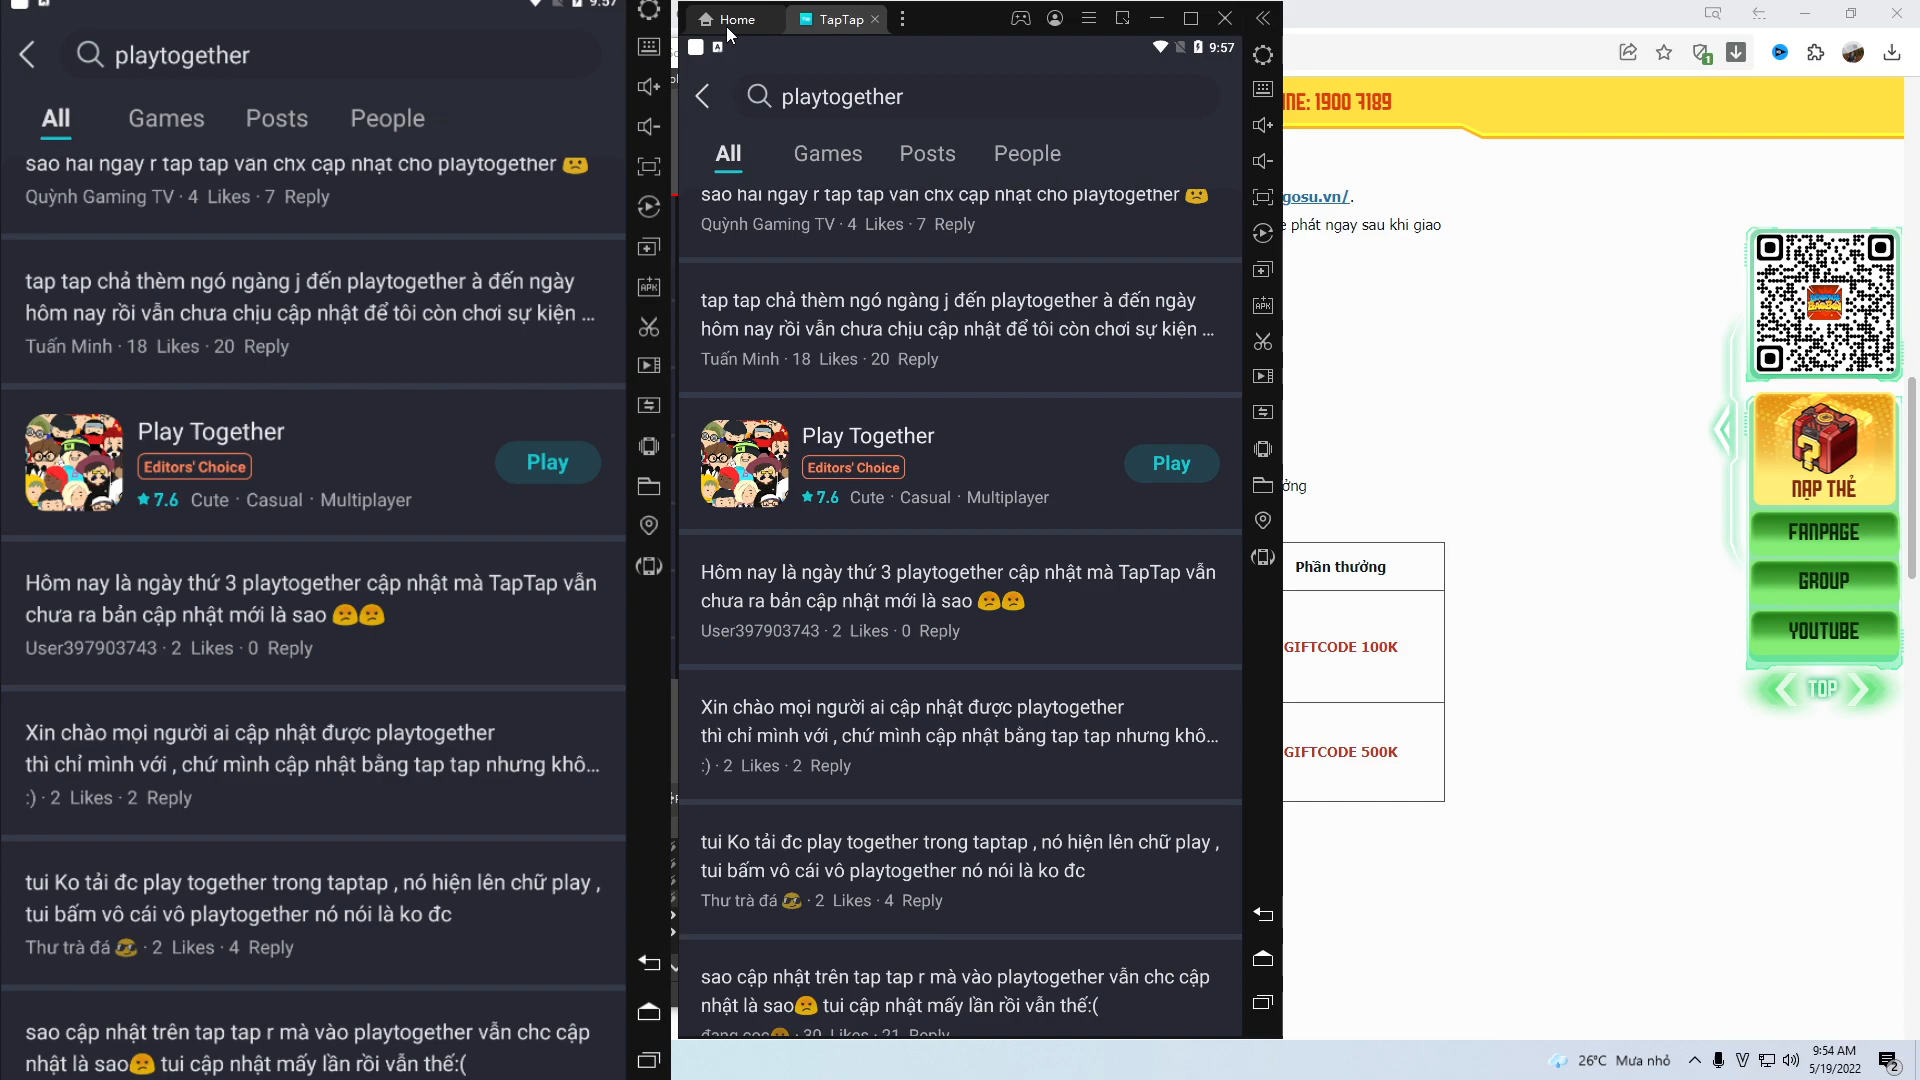 9:57
playtogether
All Games Posts People
sao hai ngày r tap tap vẫn chx cập nhật cho playtogether 😕
Quỳnh Gaming TV · 4 Likes · 7 Reply
tap tap chả thèm ngó ngàng j đến playtogether à đến ngày
hôm nay rồi vẫn chưa chịu cập nhật để tôi còn chơi sự kiện ...
Tuấn Minh · 18 Likes · 20 Reply
Play Together
Editors' Choice
Play
7.6 Cute · Casual · Multiplayer
Hôm nay là ngày thứ 3 playtogether cập nhật mà TapTap vẫn
chưa ra bản cập nhật mới là sao 😕😕
User397903743 · 2 Likes · 0 Reply
Xin chào mọi người ai cập nhật được playtogether
thì chỉ mình với , chứ mình cập nhật bằng tap tap nhưng khô...
:) · 2 Likes · 2 Reply
tui Ko tải đc play together trong taptap , nó hiện lên chữ play ,
tui bấm vô cái vô playtogether nó nói là ko đc
Thư trà đá · 2 Likes · 4 Reply
sao cập nhật trên tap tap r mà vào playtogether vẫn chc cập
nhật là sao😕 tui cập nhật mấy lần rồi vẫn thế:(
APK
Home TapTap
9:57
playtogether
All Games Posts People
sao hai ngày r tap tap vẫn chx cập nhật cho playtogether 😕
Quỳnh Gaming TV · 4 Likes · 7 Reply
tap tap chả thèm ngó ngàng j đến playtogether à đến ngày
hôm nay rồi vẫn chưa chịu cập nhật để tôi còn chơi sự kiện ...
Tuấn Minh · 18 Likes · 20 Reply
Play Together
Editors' Choice
Play
7.6 Cute · Casual · Multiplayer
Hôm nay là ngày thứ 3 playtogether cập nhật mà TapTap vẫn
chưa ra bản cập nhật mới là sao 😕😕
User397903743 · 2 Likes · 0 Reply
Xin chào mọi người ai cập nhật được playtogether
thì chỉ mình với , chứ mình cập nhật bằng tap tap nhưng khô...
:) · 2 Likes · 2 Reply
tui Ko tải đc play together trong taptap , nó hiện lên chữ play ,
tui bấm vô cái vô playtogether nó nói là ko đc
Thư trà đá · 2 Likes · 4 Reply
sao cập nhật trên tap tap r mà vào playtogether vẫn chc cập
nhật là sao😕 tui cập nhật mấy lần rồi vẫn thế:(
· 30 Likes · 21 Reply
APK
INE: 1900 7189
gosu.vn/.
phát ngay sau khi giao
Phần thưởng
GIFTCODE 100K
GIFTCODE 500K
NẠP THẺ
FANPAGE
GROUP
YOUTUBE
TOP
26°C Mưa nhỏ
9:54 AM
5/19/2022
2